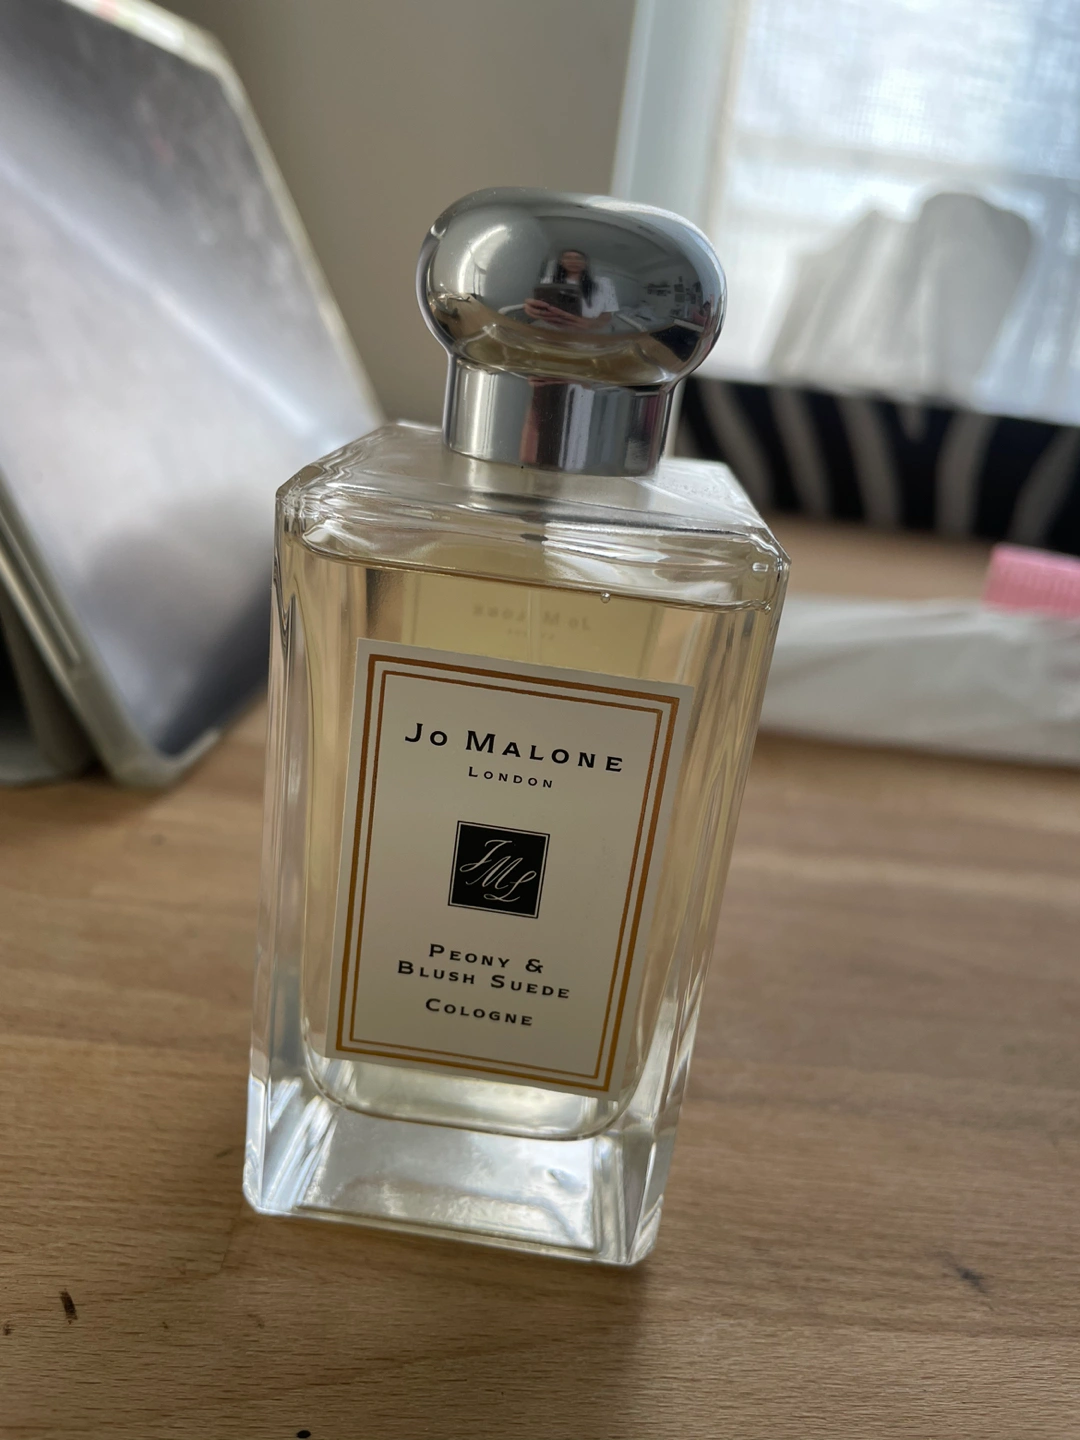 Jo Malone
London
JML
Peony &
Blush Suede
Cologne